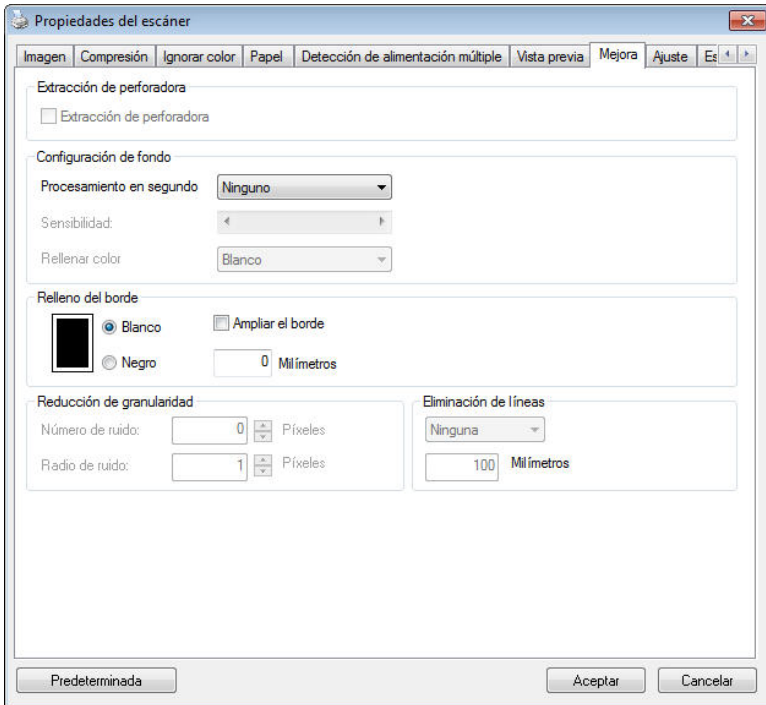 Propiedades del escáner
Imagen Compresión Ignorar color Papel Detección de alimentación múltiple Vista previa Mejora Ajuste Es
Extracción de perforadora
Extracción de perforadora
Configuración de fondo
Procesamiento en segundo Ninguno
Sensibilidad:
Rellenar color Blanco
Relleno del borde
Blanco Ampliar el borde
Negro 0 Milímetros
Reducción de granularidad
Número de ruido: 0 Píxeles
Radio de ruido: 1 Píxeles
Eliminación de líneas
Ninguna
100 Milímetros
Predeterminada Aceptar Cancelar